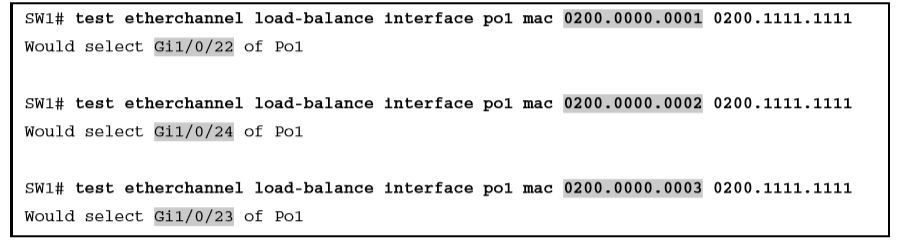 SW1# test etherchannel load-balance interface po1 mac 0200.0000.0001 0200.1111.1111
Would select Gi1/0/22 of Po1
SW1# test etherchannel load-balance interface po1 mac 0200.0000.0002 0200.1111.1111
Would select Gi1/0/24 of Po1
SW1# test etherchannel load-balance interface po1 mac 0200.0000.0003 0200.1111.1111
Would select Gi1/0/23 of Po1